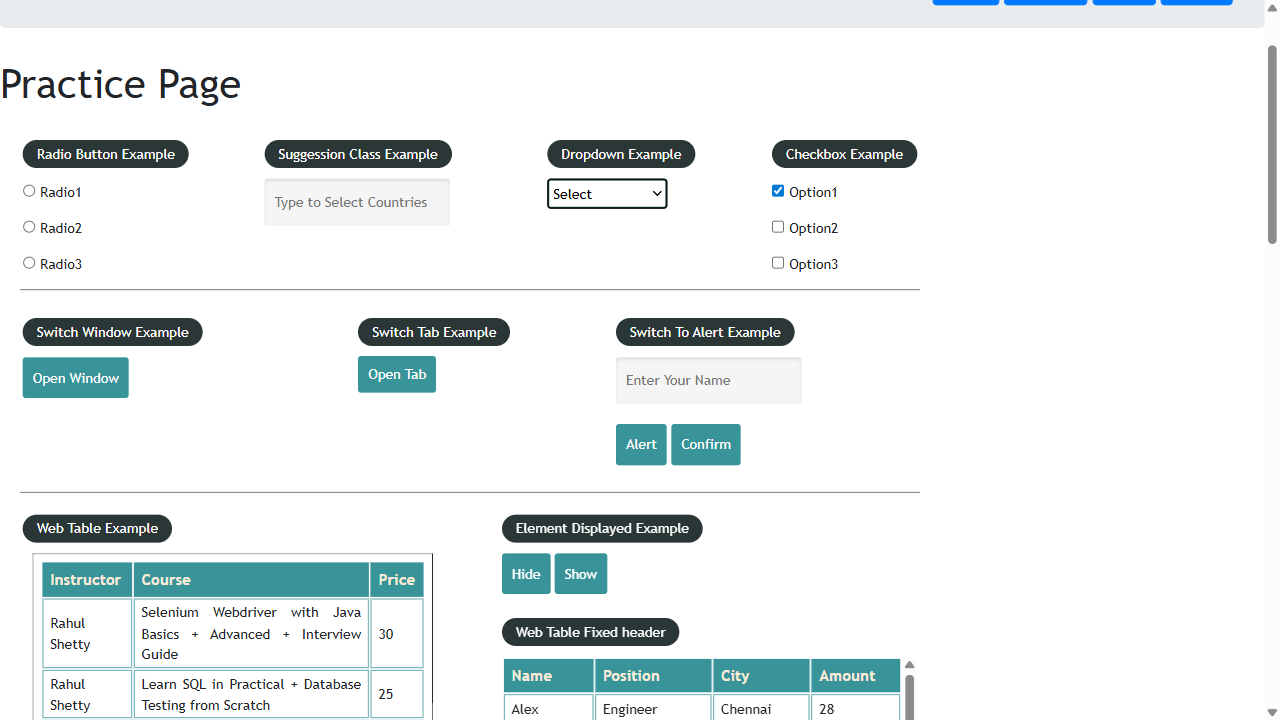 Practice Page
Radio Button Example
Radio1
Radio2
Radio3
Suggession Class Example
Type to Select Countries
Dropdown Example
Select
Checkbox Example
Option1
Option2
Option3
Switch Window Example
Open Window
Switch Tab Example
Open Tab
Switch To Alert Example
Enter Your Name
Alert Confirm
Web Table Example
Instructor Course Price
Rahul Shetty
Selenium Webdriver with Java
Basics + Advanced + Interview
Guide
30
Rahul Shetty
Learn SQL in Practical + Database
Testing from Scratch
25
Element Displayed Example
Hide Show
Web Table Fixed header
Name Position City Amount
Alex Engineer Chennai 28